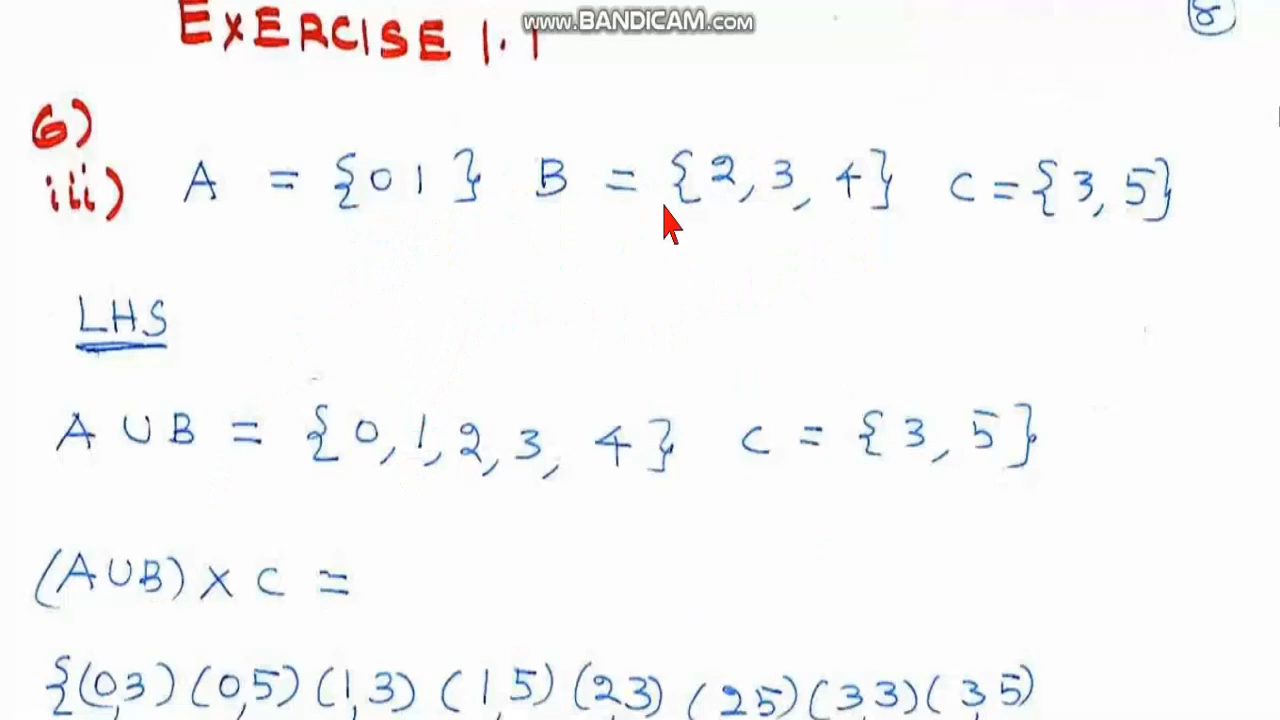 www.BANDICAM.com
8
EXERCISE 1.1
6)
iii) A = {0 1} B = {2, 3, 4} C = {3, 5}
LHS
A ∪ B = {0, 1, 2, 3, 4} C = {3, 5}
(A∪B) × C =
{(0,3) (0,5) (1,3) (1,5) (2,3) (2,5) (3,3) (3,5)